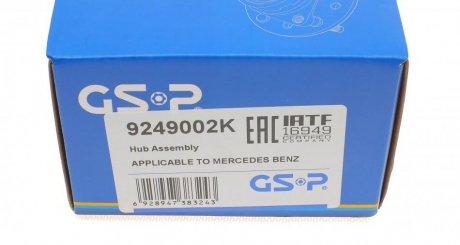 GSP
9249002K
EAC IATF
16949
CERTIFIED
COMPANY
Hub Assembly
APPLICABLE TO MERCEDES BENZ
GSP
6 928947 383243